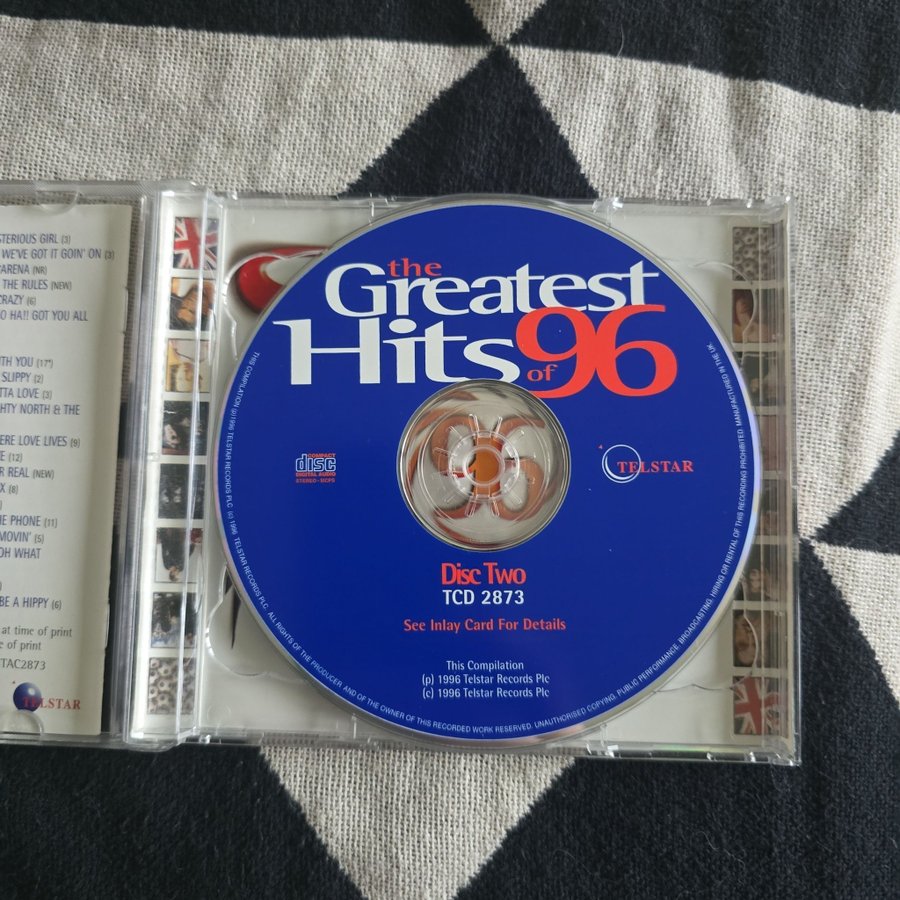 STERIOUS GIRL (3)
WE'VE GOT IT GOIN' ON (3)
ARENA (NR)
THE RULES (NEW)
CRAZY (6)
O HA!! GOT YOU ALL
TH YOU (17*)
SLIPPY (2)
TTA LOVE (3)
HTY NORTH & THE
ERE LOVE LIVES (9)
E (12)
R REAL (NEW)
X (8)
HE PHONE (11)
MOVIN' (5)
OH WHAT
BE A HIPPY (6)
at time of print
e of print
TAC2873
TELSTAR
the
Greatest
Hits of 96
COMPACT
disc
DIGITAL AUDIO
STEREO - MCPS
TELSTAR
Disc Two
TCD 2873
See Inlay Card For Details
This Compilation
(p) 1996 Telstar Records Plc
(c) 1996 Telstar Records Plc
THIS COMPILATION (p)1996 TELSTAR RECORDS PLC (c) 1996 TELSTAR RECORDS PLC. ALL RIGHTS OF THE PRODUCER AND OF THE OWNER OF THIS RECORDED WORK RESERVED. UNAUTHORISED COPYING, PUBLIC PERFORMANCE, BROADCASTING, HIRING OR RENTAL OF THIS RECORDING PROHIBITED. MANUFACTURED IN THE UK.